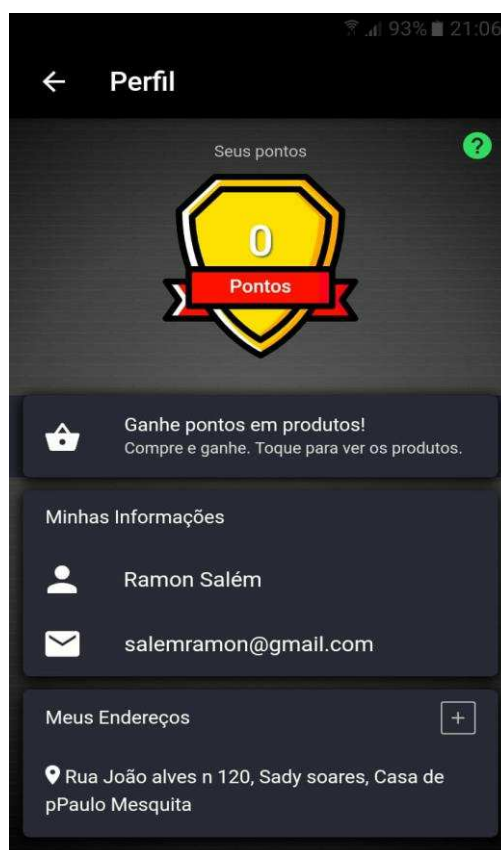 93% 21:06
Perfil
Seus pontos
?
0
Pontos
Ganhe pontos em produtos!
Compre e ganhe. Toque para ver os produtos.
Minhas Informações
Ramon Salém
salemramon@gmail.com
Meus Endereços
Rua João alves n 120, Sady soares, Casa de
pPaulo Mesquita